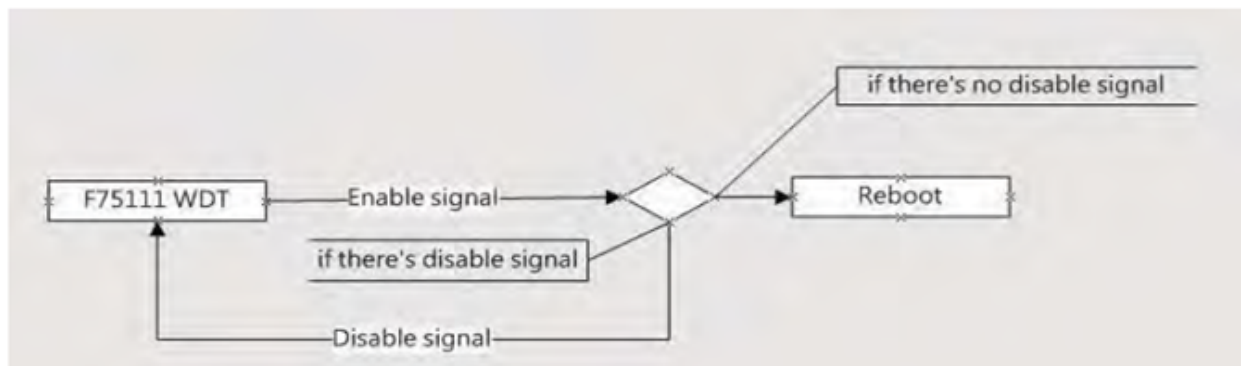 if there's no disable signal
F75111 WDT
Enable signal
Reboot
if there's disable signal
Disable signal